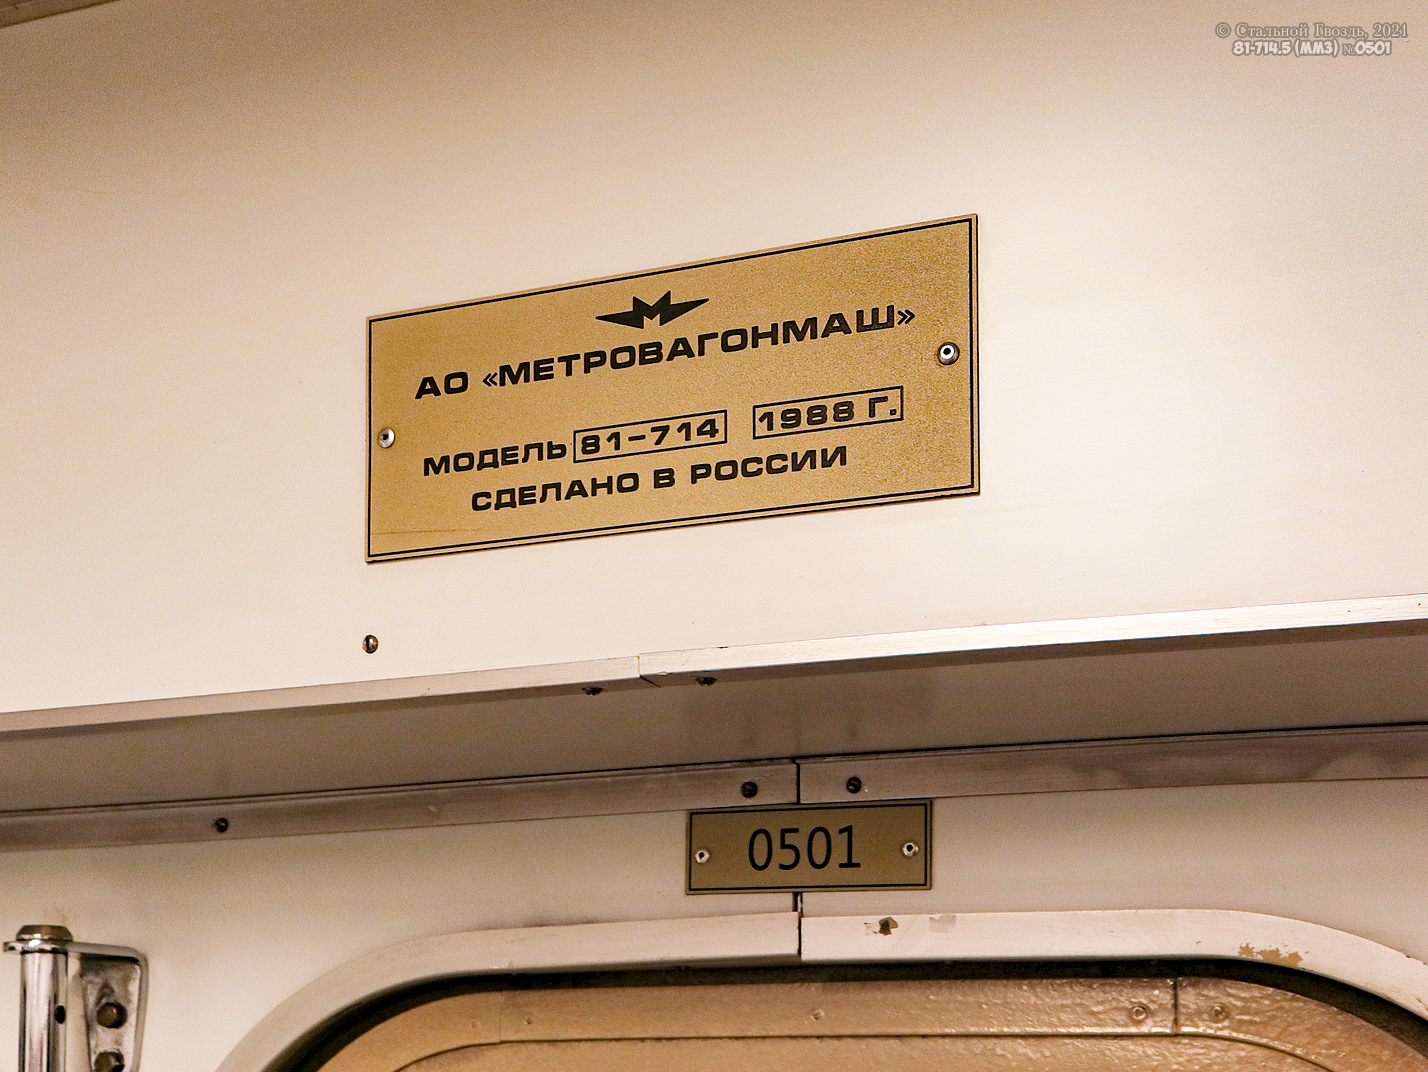 © Стальной Гвоздь, 2021
81-714.5 (ММЗ) №0501
АО «МЕТРОВАГОНМАШ»
МОДЕЛЬ 81-714 1988 Г.
СДЕЛАНО В РОССИИ
0501